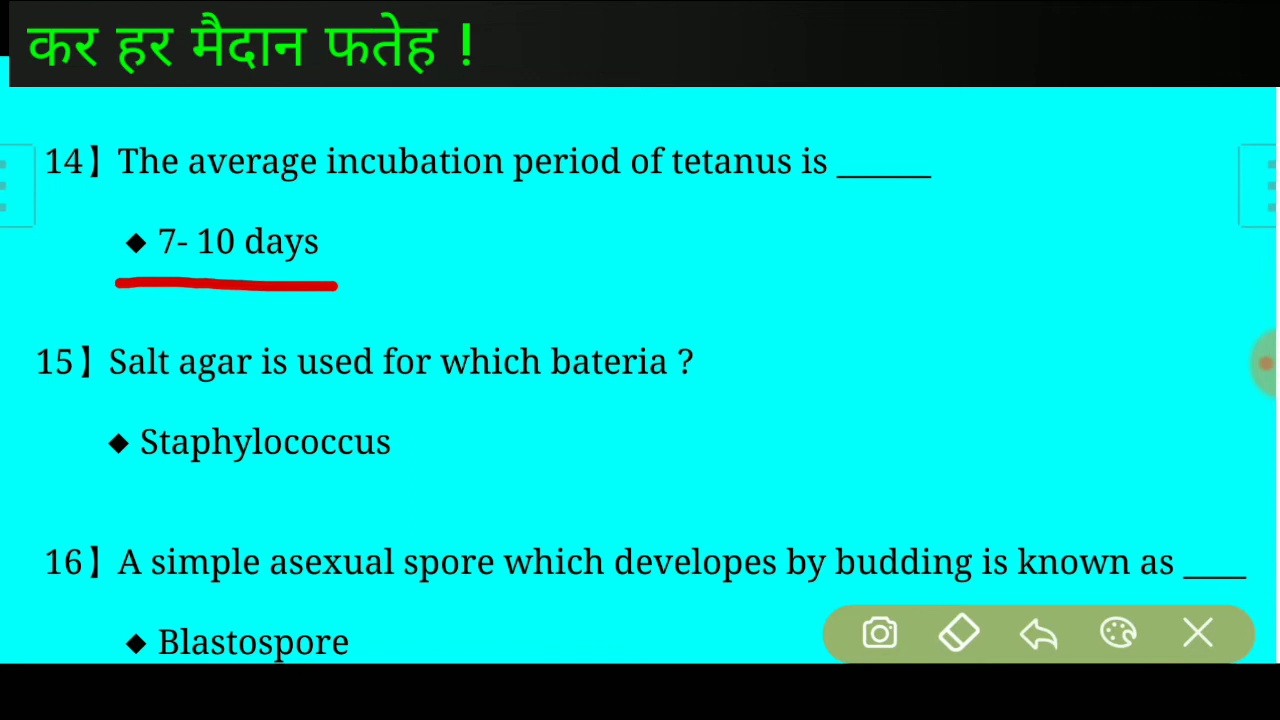 कर हर मैदान फतेह !
14】The average incubation period of tetanus is ______
◆ 7- 10 days
15】Salt agar is used for which bateria ?
◆ Staphylococcus
16】A simple asexual spore which developes by budding is known as ____
◆ Blastospore